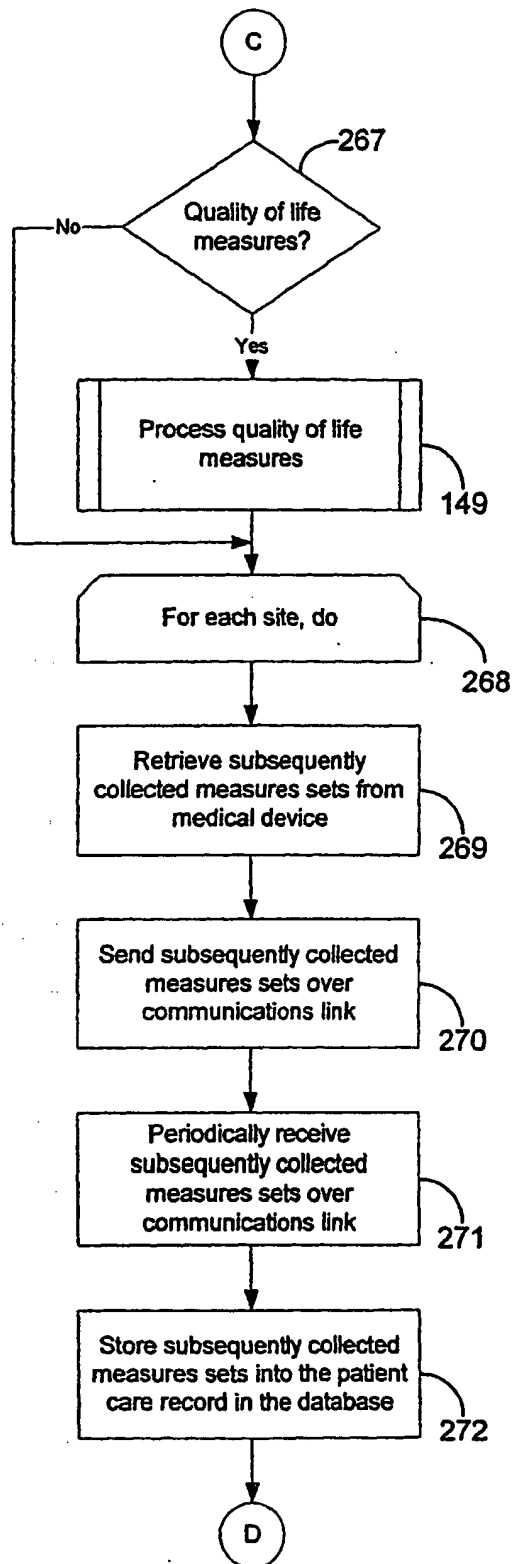 C
267
Quality of life
measures?
No
Yes
Process quality of life
measures
149
For each site, do
268
Retrieve subsequently
collected measures sets from
medical device
269
Send subsequently collected
measures sets over
communications link
270
Periodically receive
subsequently collected
measures sets over
communications link
271
Store subsequently collected
measures sets into the patient
care record in the database
272
D